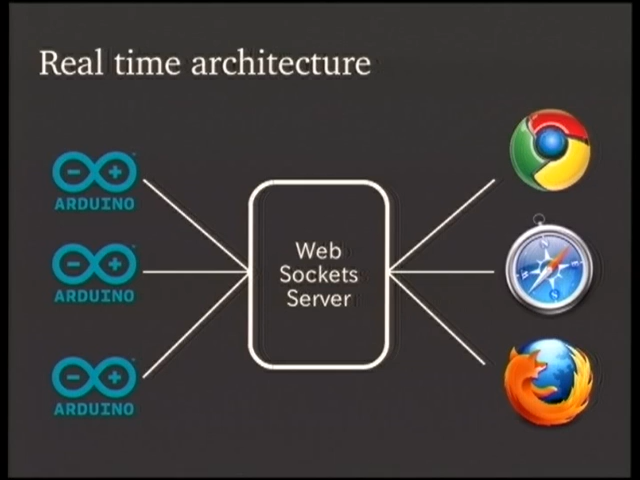 Real time architecture
ARDUINO
ARDUINO
ARDUINO
Web
Sockets
Server